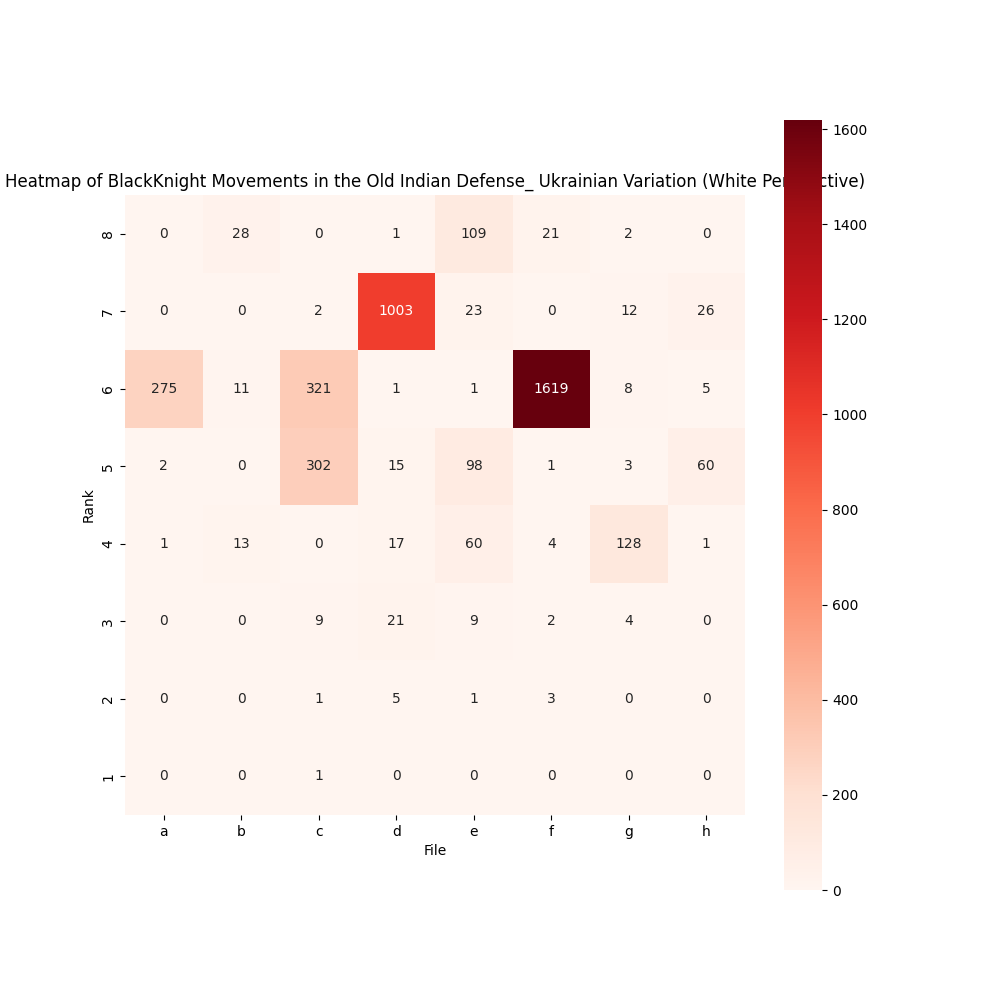 Heatmap of BlackKnight Movements in the Old Indian Defense_ Ukrainian Variation (White Perspective)
8 0 28 0 1 109 21 2 0
7 0 0 2 1003 23 0 12 26
6 275 11 321 1 1 1619 8 5
5 2 0 302 15 98 1 3 60
4 1 13 0 17 60 4 128 1
3 0 0 9 21 9 2 4 0
2 0 0 1 5 1 3 0 0
1 0 0 1 0 0 0 0 0
a b c d e f g h
File
Rank
1600
1400
1200
1000
800
600
400
200
0